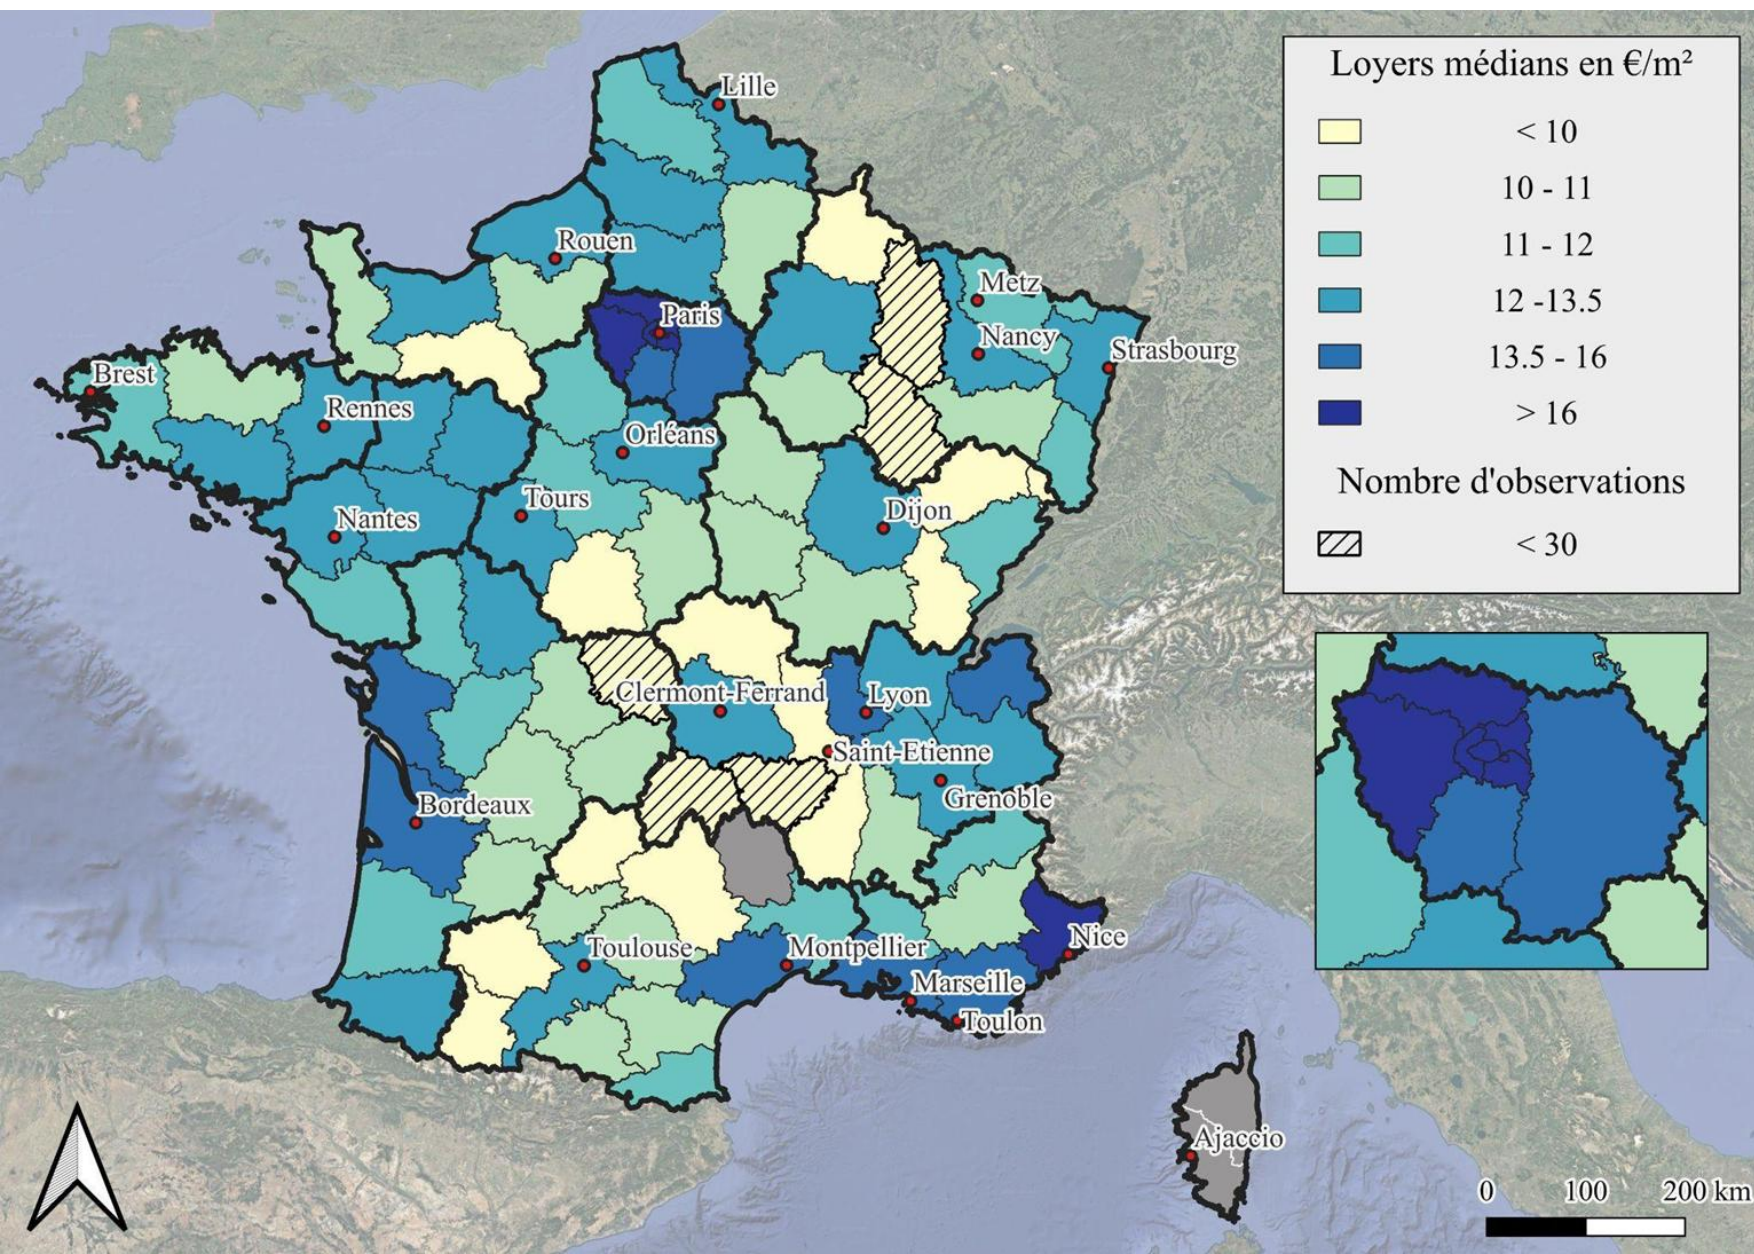 Loyers médians en €/m²
< 10
10 - 11
11 - 12
12 -13.5
13.5 - 16
> 16
Nombre d'observations
< 30
Lille
Rouen
Metz
Paris
Nancy
Strasbourg
Brest
Rennes
Orléans
Tours
Nantes
Dijon
Clermont-Ferrand
Lyon
Saint-Etienne
Grenoble
Bordeaux
Toulouse
Montpellier
Nice
Marseille
Toulon
Ajaccio
0 100 200 km